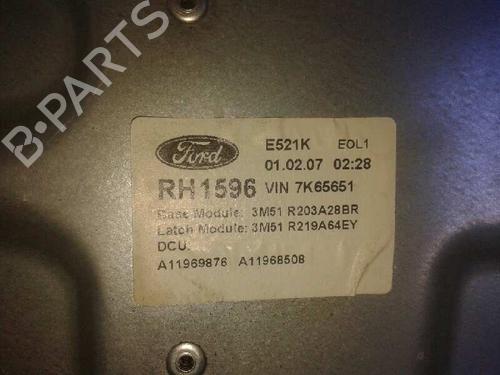 B-PARTS
Ford
E521K EOL1
01.02.07 02:28
RH1596 VIN 7K65651
Base Module: 3M51 R203A28BR
Latch Module: 3M51 R219A64EY
DCU:
A11969876 A11968508